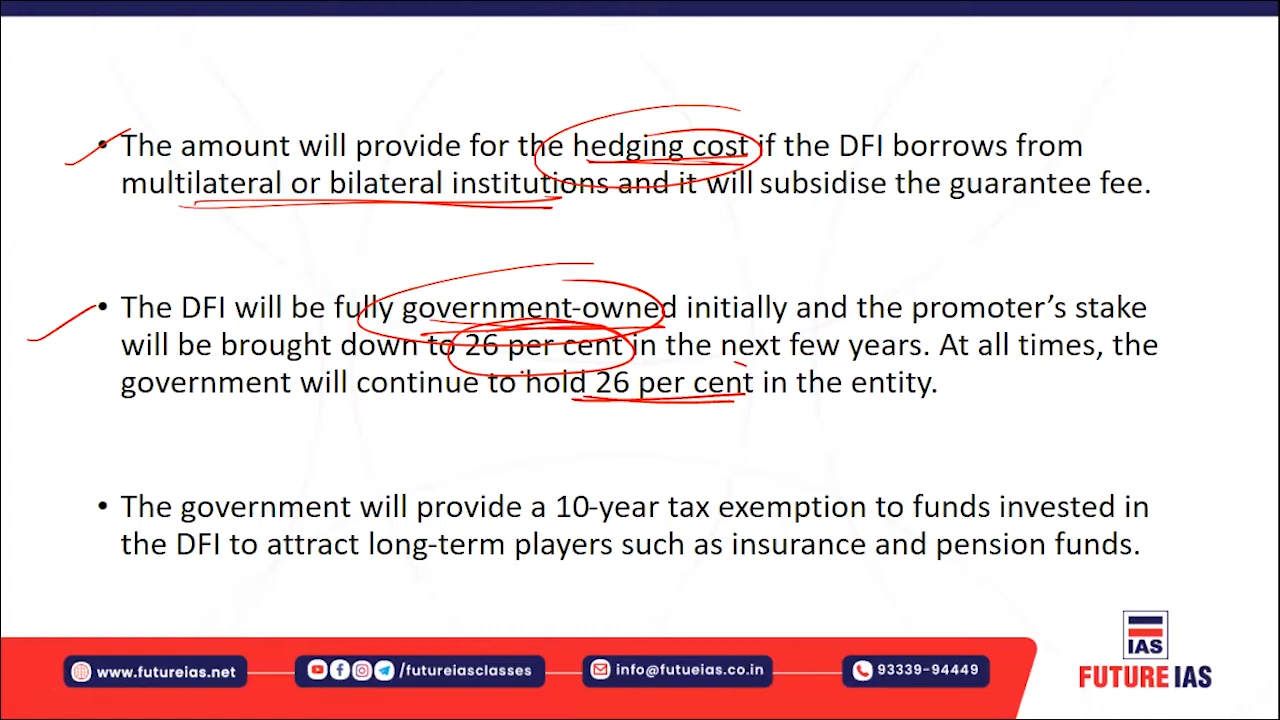 • The amount will provide for the hedging cost if the DFI borrows from
multilateral or bilateral institutions and it will subsidise the guarantee fee.
• The DFI will be fully government-owned initially and the promoter’s stake
will be brought down to 26 per cent in the next few years. At all times, the
government will continue to hold 26 per cent in the entity.
• The government will provide a 10-year tax exemption to funds invested in
the DFI to attract long-term players such as insurance and pension funds.
www.futureias.net
/futureiasclasses
info@futueias.co.in
93339-94449
IAS
FUTURE IAS